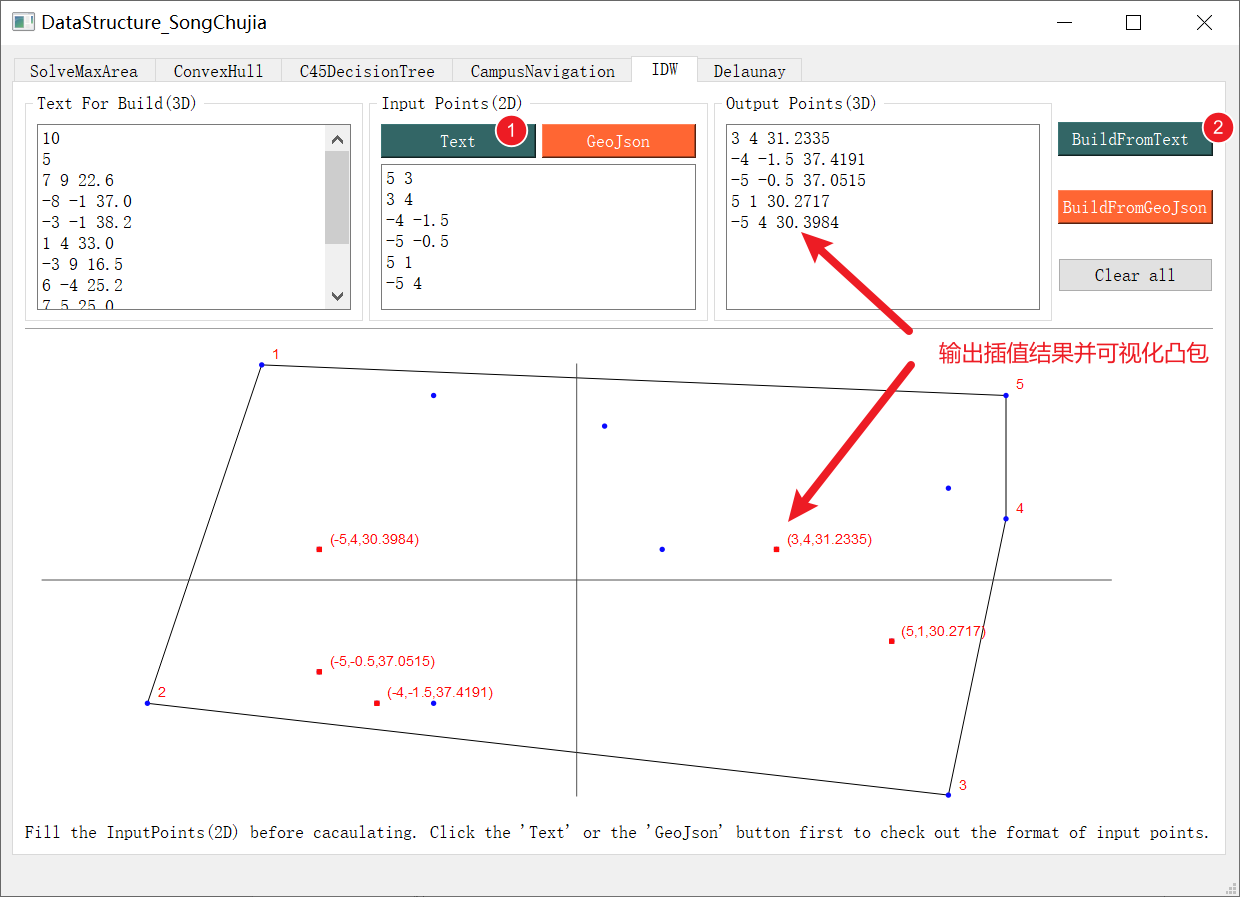 DataStructure_SongChujia
SolveMaxArea ConvexHull C45DecisionTree CampusNavigation IDW Delaunay
Text For Build(3D)
10
5
7 9 22.6
-8 -1 37.0
-3 -1 38.2
1 4 33.0
-3 9 16.5
6 -4 25.2
7 5 25.0
Input Points(2D)
Text
1
GeoJson
5 3
3 4
-4 -1.5
-5 -0.5
5 1
-5 4
Output Points(3D)
3 4 31.2335
-4 -1.5 37.4191
-5 -0.5 37.0515
5 1 30.2717
-5 4 30.3984
BuildFromText
2
BuildFromGeoJson
Clear all
输出插值结果并可视化凸包
1
5
4
(-5,4,30.3984)
(3,4,31.2335)
(5,1,30.2717)
(-5,-0.5,37.0515)
2
(-4,-1.5,37.4191)
3
Fill the InputPoints(2D) before cacaulating. Click the 'Text' or the 'GeoJson' button first to check out the format of input points.